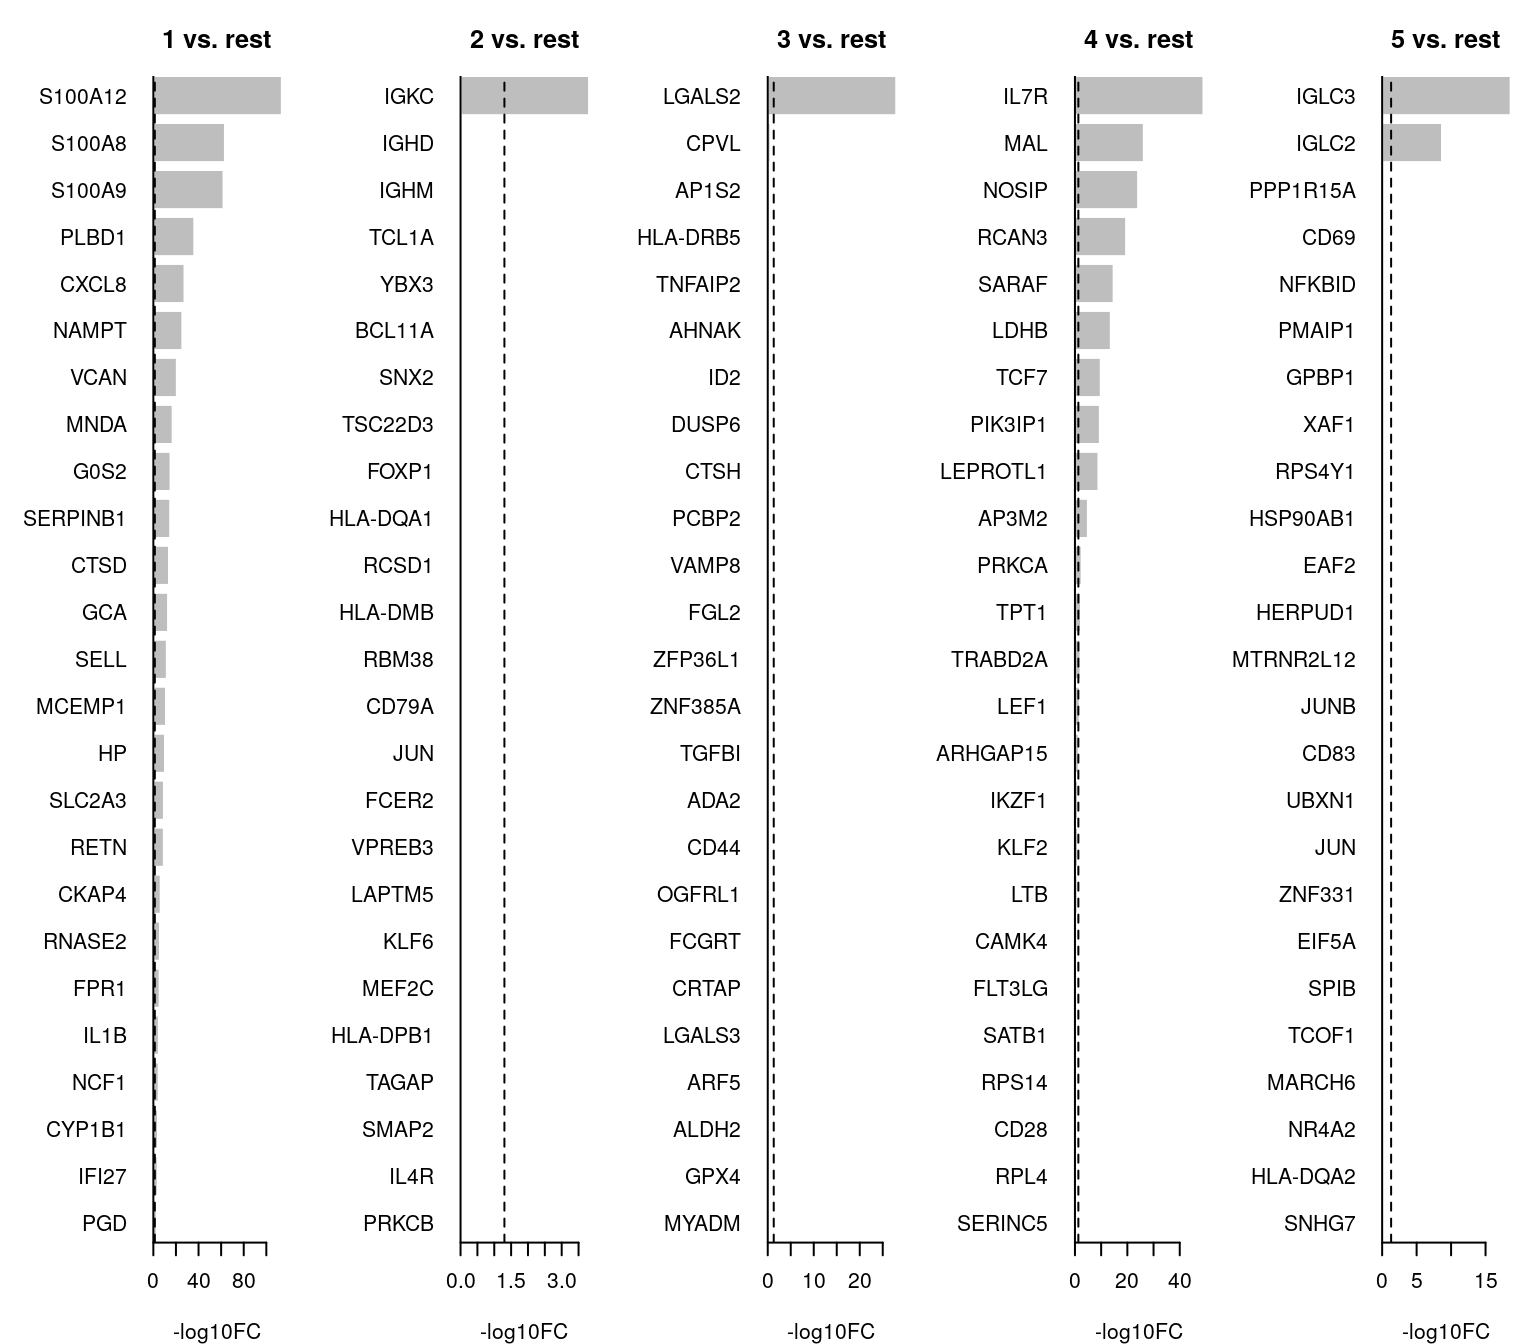 1 vs. rest
S100A12
S100A8
S100A9
PLBD1
CXCL8
NAMPT
VCAN
MNDA
G0S2
SERPINB1
CTSD
GCA
SELL
MCEMP1
HP
SLC2A3
RETN
CKAP4
RNASE2
FPR1
IL1B
NCF1
CYP1B1
IFI27
PGD
0 40 80
-log10FC
2 vs. rest
IGKC
IGHD
IGHM
TCL1A
YBX3
BCL11A
SNX2
TSC22D3
FOXP1
HLA-DQA1
RCSD1
HLA-DMB
RBM38
CD79A
JUN
FCER2
VPREB3
LAPTM5
KLF6
MEF2C
HLA-DPB1
TAGAP
SMAP2
IL4R
PRKCB
0.0 1.5 3.0
-log10FC
3 vs. rest
LGALS2
CPVL
AP1S2
HLA-DRB5
TNFAIP2
AHNAK
ID2
DUSP6
CTSH
PCBP2
VAMP8
FGL2
ZFP36L1
ZNF385A
TGFBI
ADA2
CD44
OGFRL1
FCGRT
CRTAP
LGALS3
ARF5
ALDH2
GPX4
MYADM
0 10 20
-log10FC
4 vs. rest
IL7R
MAL
NOSIP
RCAN3
SARAF
LDHB
TCF7
PIK3IP1
LEPROTL1
AP3M2
PRKCA
TPT1
TRABD2A
LEF1
ARHGAP15
IKZF1
KLF2
LTB
CAMK4
FLT3LG
SATB1
RPS14
CD28
RPL4
SERINC5
0 20 40
-log10FC
5 vs. rest
IGLC3
IGLC2
PPP1R15A
CD69
NFKBID
PMAIP1
GPBP1
XAF1
RPS4Y1
HSP90AB1
EAF2
HERPUD1
MTRNR2L12
JUNB
CD83
UBXN1
JUN
ZNF331
EIF5A
SPIB
TCOF1
MARCH6
NR4A2
HLA-DQA2
SNHG7
0 5 15
-log10FC